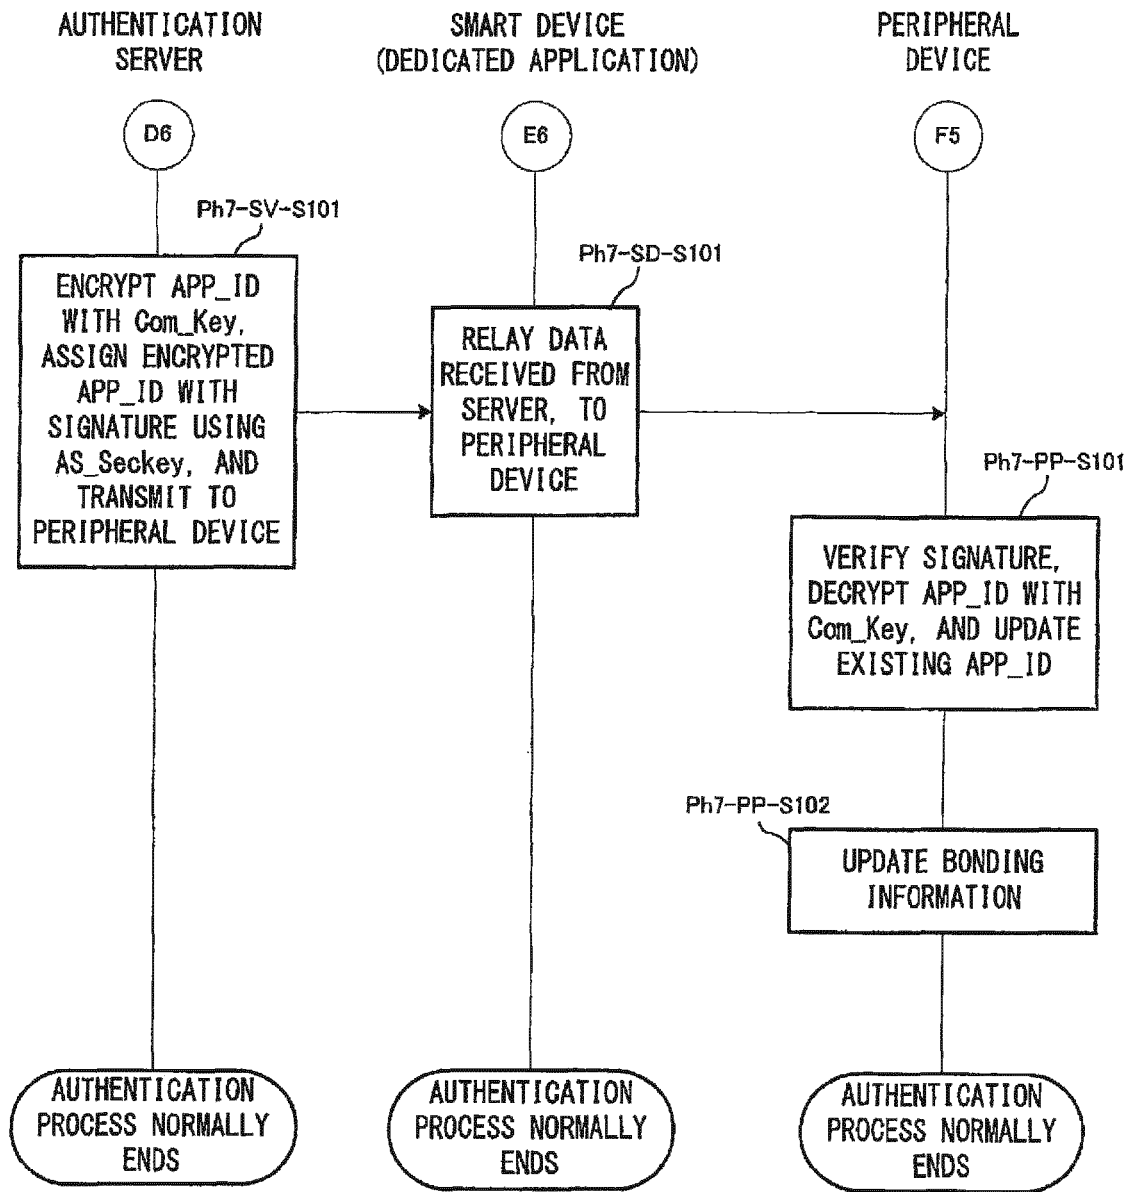 AUTHENTICATION
SERVER
SMART DEVICE
(DEDICATED APPLICATION)
PERIPHERAL
DEVICE
D6
E6
F5
Ph7-SV-S101
ENCRYPT APP_ID
WITH Com_Key,
ASSIGN ENCRYPTED
APP_ID WITH
SIGNATURE USING
AS_Seckey, AND
TRANSMIT TO
PERIPHERAL DEVICE
Ph7-SD-S101
RELAY DATA
RECEIVED FROM
SERVER, TO
PERIPHERAL
DEVICE
Ph7-PP-S101
VERIFY SIGNATURE,
DECRYPT APP_ID WITH
Com_Key, AND UPDATE
EXISTING APP_ID
Ph7-PP-S102
UPDATE BONDING
INFORMATION
AUTHENTICATION
PROCESS NORMALLY
ENDS
AUTHENTICATION
PROCESS NORMALLY
ENDS
AUTHENTICATION
PROCESS NORMALLY
ENDS